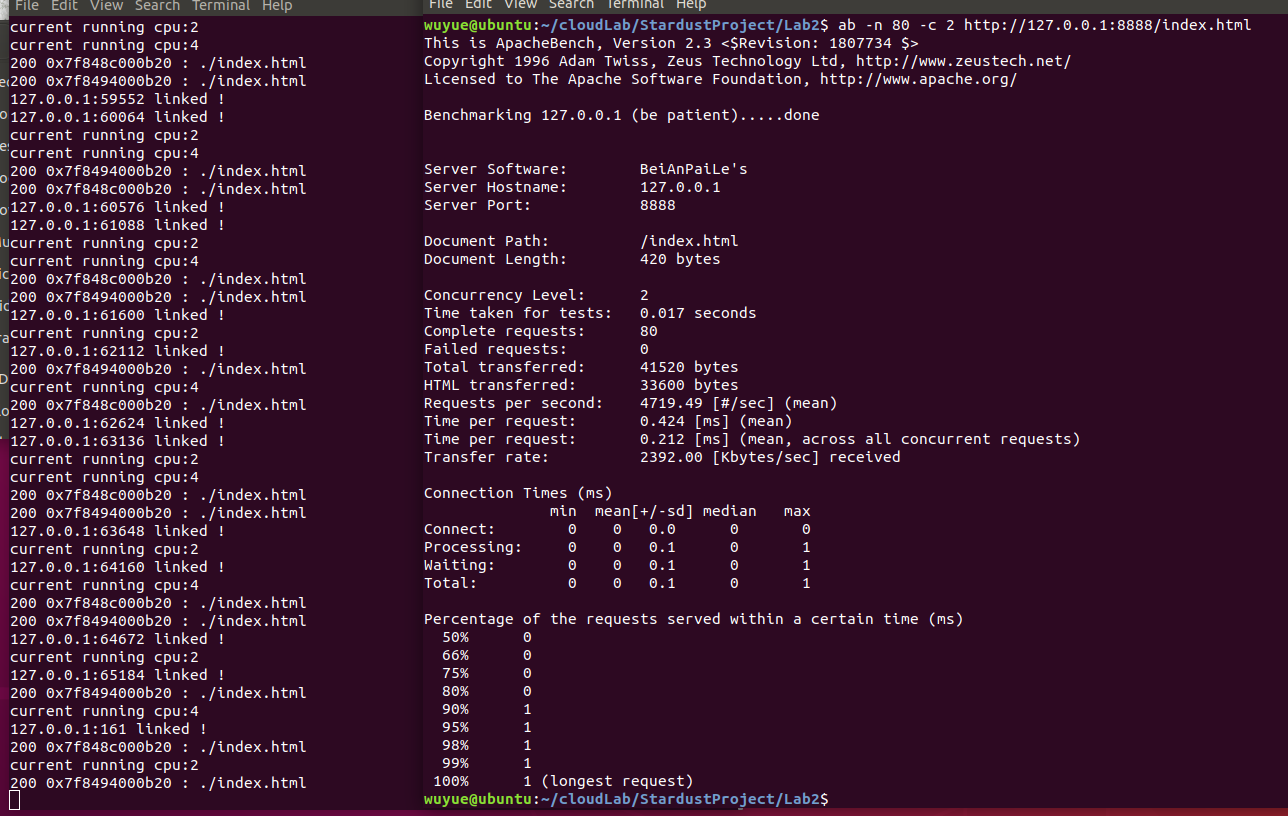 File Edit View Search Terminal Help
current running cpu:2
current running cpu:4
200 0x7f848c000b20 : ./index.html
200 0x7f8494000b20 : ./index.html
127.0.0.1:59552 linked !
127.0.0.1:60064 linked !
current running cpu:2
current running cpu:4
200 0x7f8494000b20 : ./index.html
200 0x7f848c000b20 : ./index.html
127.0.0.1:60576 linked !
127.0.0.1:61088 linked !
current running cpu:2
current running cpu:4
200 0x7f848c000b20 : ./index.html
200 0x7f8494000b20 : ./index.html
127.0.0.1:61600 linked !
current running cpu:2
127.0.0.1:62112 linked !
200 0x7f8494000b20 : ./index.html
current running cpu:4
200 0x7f848c000b20 : ./index.html
127.0.0.1:62624 linked !
127.0.0.1:63136 linked !
current running cpu:2
current running cpu:4
200 0x7f848c000b20 : ./index.html
200 0x7f8494000b20 : ./index.html
127.0.0.1:63648 linked !
current running cpu:2
127.0.0.1:64160 linked !
current running cpu:4
200 0x7f848c000b20 : ./index.html
200 0x7f8494000b20 : ./index.html
127.0.0.1:64672 linked !
current running cpu:2
127.0.0.1:65184 linked !
200 0x7f8494000b20 : ./index.html
current running cpu:4
127.0.0.1:161 linked !
200 0x7f848c000b20 : ./index.html
current running cpu:2
200 0x7f8494000b20 : ./index.html
File Edit View Search Terminal Help
wuyue@ubuntu:~/cloudLab/StardustProject/Lab2$ ab -n 80 -c 2 http://127.0.0.1:8888/index.html
This is ApacheBench, Version 2.3 <$Revision: 1807734 $>
Copyright 1996 Adam Twiss, Zeus Technology Ltd, http://www.zeustech.net/
Licensed to The Apache Software Foundation, http://www.apache.org/
Benchmarking 127.0.0.1 (be patient).....done
Server Software: BeiAnPaiLe's
Server Hostname: 127.0.0.1
Server Port: 8888
Document Path: /index.html
Document Length: 420 bytes
Concurrency Level: 2
Time taken for tests: 0.017 seconds
Complete requests: 80
Failed requests: 0
Total transferred: 41520 bytes
HTML transferred: 33600 bytes
Requests per second: 4719.49 [#/sec] (mean)
Time per request: 0.424 [ms] (mean)
Time per request: 0.212 [ms] (mean, across all concurrent requests)
Transfer rate: 2392.00 [Kbytes/sec] received
Connection Times (ms)
min mean[+/-sd] median max
Connect: 0 0 0.0 0 0
Processing: 0 0 0.1 0 1
Waiting: 0 0 0.1 0 1
Total: 0 0 0.1 0 1
Percentage of the requests served within a certain time (ms)
50% 0
66% 0
75% 0
80% 0
90% 1
95% 1
98% 1
99% 1
100% 1 (longest request)
wuyue@ubuntu:~/cloudLab/StardustProject/Lab2$